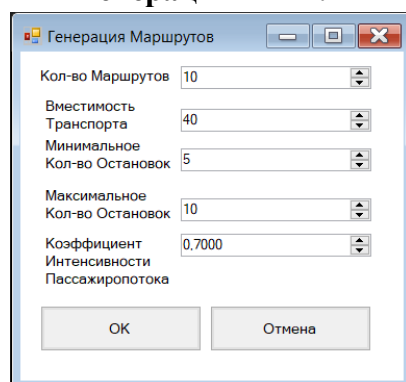 Генерация Маршрутов
Кол-во Маршрутов 10
Вместимость
Транспорта 40
Минимальное
Кол-во Остановок 5
Максимальное
Кол-во Остановок 10
Коэффициент 0,7000
Интенсивности
Пассажиропотока
OK Отмена